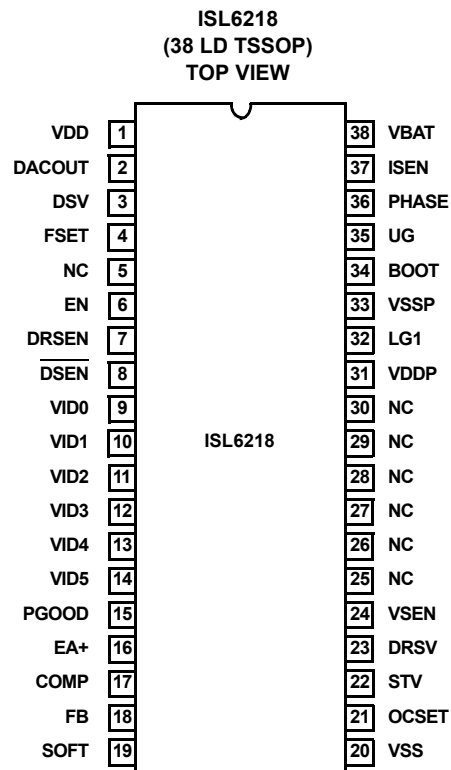 ISL6218
(38 LD TSSOP)
TOP VIEW
VDD 1 38 VBAT
DACOUT 2 37 ISEN
DSV 3 36 PHASE
FSET 4 35 UG
NC 5 34 BOOT
EN 6 33 VSSP
DRSEN 7 32 LG1
DSEN 8 31 VDDP
VID0 9 30 NC
VID1 10 ISL6218 29 NC
VID2 11 28 NC
VID3 12 27 NC
VID4 13 26 NC
VID5 14 25 NC
PGOOD 15 24 VSEN
EA+ 16 23 DRSV
COMP 17 22 STV
FB 18 21 OCSET
SOFT 19 20 VSS